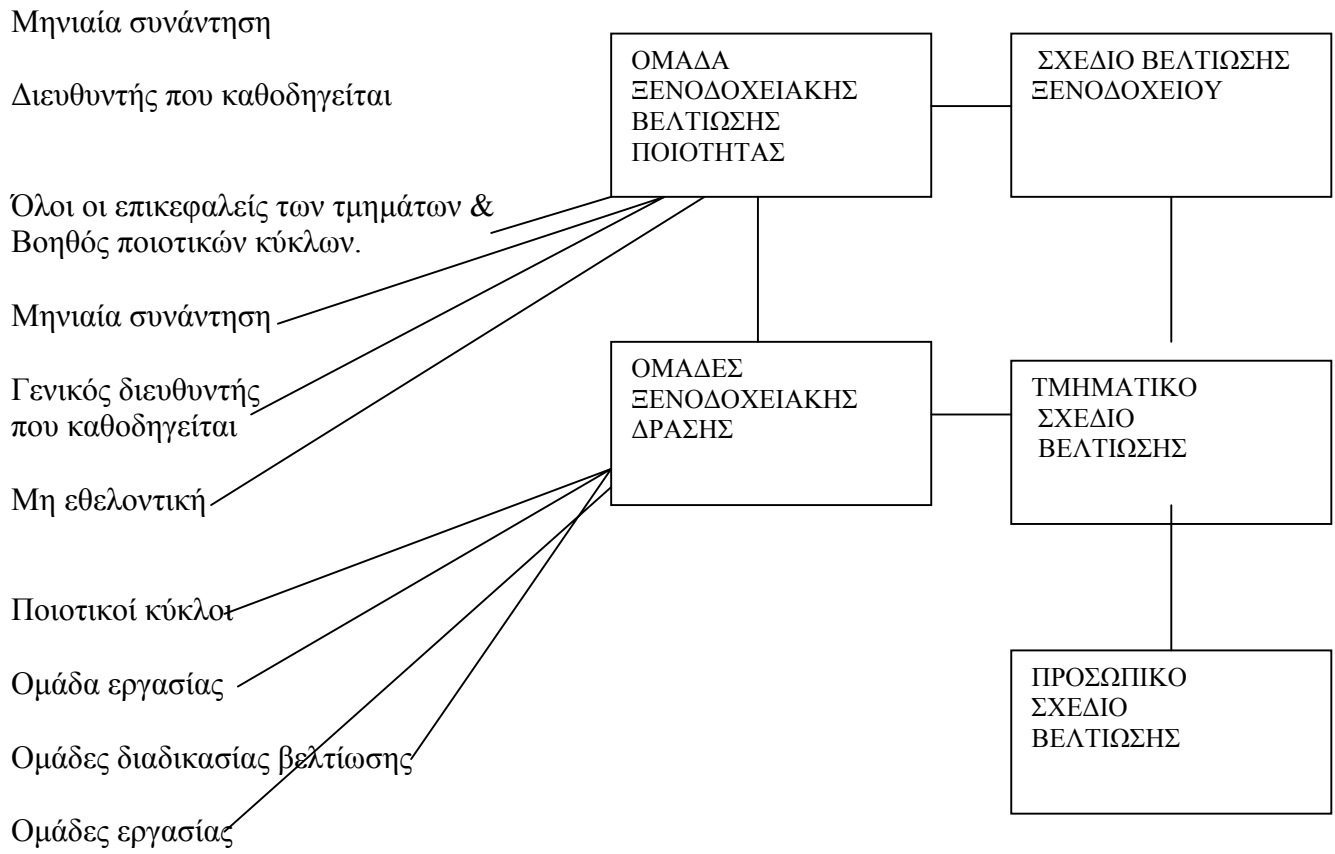 Μηνιαία συνάντηση
Διευθυντής που καθοδηγείται
Όλοι οι επικεφαλείς των τμημάτων &
Βοηθός ποιοτικών κύκλων.
Μηνιαία συνάντηση
Γενικός διευθυντής
που καθοδηγείται
Μη εθελοντική
Ποιοτικοί κύκλοι
Ομάδα εργασίας
Ομάδες διαδικασίας βελτίωσης
Ομάδες εργασίας
ΟΜΑΔΑ
ΞΕΝΟΔΟΧΕΙΑΚΗΣ
ΒΕΛΤΙΩΣΗΣ
ΠΟΙΟΤΗΤΑΣ
ΣΧΕΔΙΟ ΒΕΛΤΙΩΣΗΣ
ΞΕΝΟΔΟΧΕΙΟΥ
ΟΜΑΔΕΣ
ΞΕΝΟΔΟΧΕΙΑΚΗΣ
ΔΡΑΣΗΣ
ΤΜΗΜΑΤΙΚΟ
ΣΧΕΔΙΟ
ΒΕΛΤΙΩΣΗΣ
ΠΡΟΣΩΠΙΚΟ
ΣΧΕΔΙΟ
ΒΕΛΤΙΩΣΗΣ